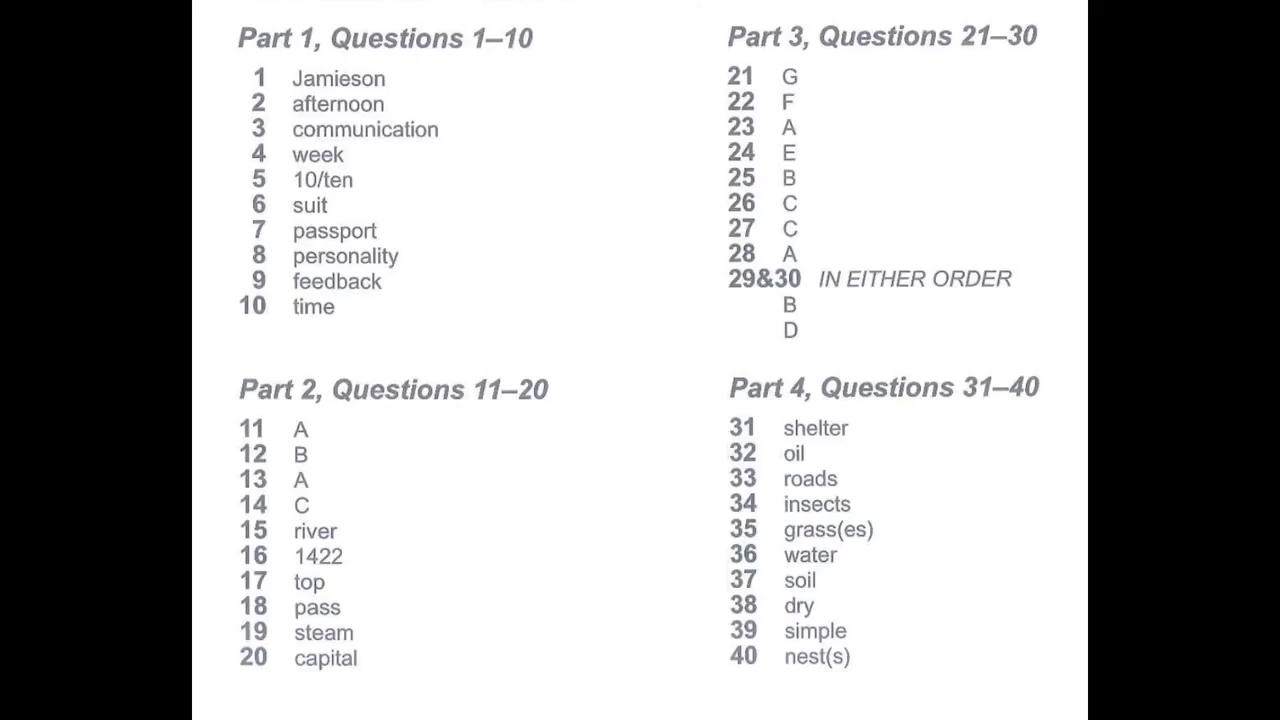 Part 1, Questions 1–10
1 Jamieson
2 afternoon
3 communication
4 week
5 10/ten
6 suit
7 passport
8 personality
9 feedback
10 time
Part 2, Questions 11–20
11 A
12 B
13 A
14 C
15 river
16 1422
17 top
18 pass
19 steam
20 capital
Part 3, Questions 21–30
21 G
22 F
23 A
24 E
25 B
26 C
27 C
28 A
29&30 IN EITHER ORDER
B
D
Part 4, Questions 31–40
31 shelter
32 oil
33 roads
34 insects
35 grass(es)
36 water
37 soil
38 dry
39 simple
40 nest(s)